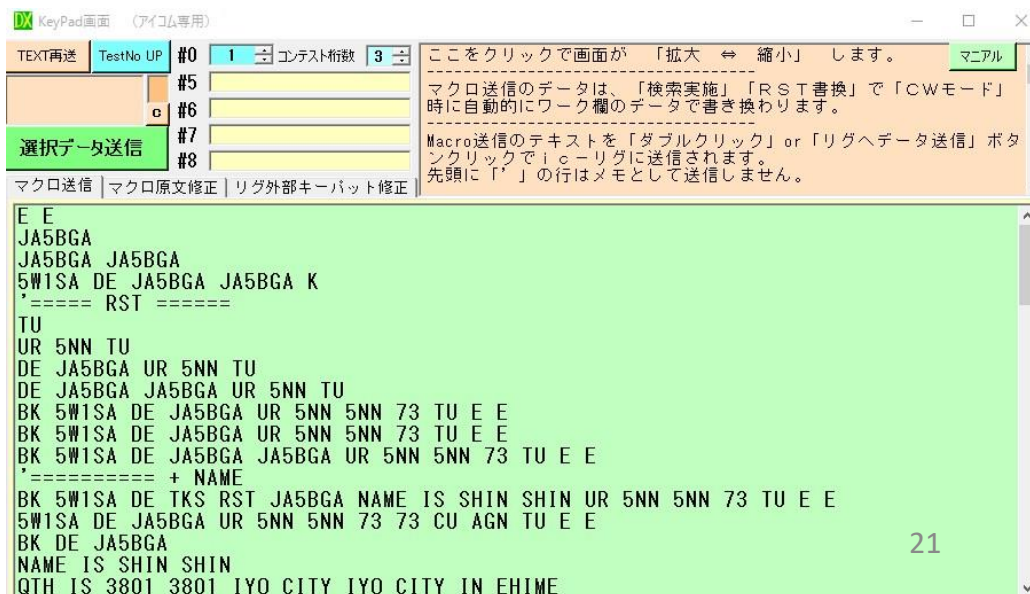 DX KeyPad画面 (アイコム専用)
TEXT再送 TestNo UP #0 1 コンテスト桁数 3
#5
c #6
#7
選択データ送信
#8
マクロ送信 マクロ原文修正 リグ外部キーパット修正
ここをクリックで画面が 「拡大 ⇔ 縮小」 します。 マニアル
---------------------------------
マクロ送信のデータは、「検索実施」「RST書換」で「CWモード」
時に自動的にワーク欄のデータで書き換わります。
---------------------------------
Macro送信のテキストを「ダブルクリック」or「リグへデータ送信」ボタ
ンクリックでic-リグに送信されます。
先頭に「'」の行はメモとして送信しません。
E E
JA5BGA
JA5BGA JA5BGA
5W1SA DE JA5BGA JA5BGA K
'===== RST ======
TU
UR 5NN TU
DE JA5BGA UR 5NN TU
DE JA5BGA JA5BGA UR 5NN TU
BK 5W1SA DE JA5BGA UR 5NN 5NN 73 TU E E
BK 5W1SA DE JA5BGA UR 5NN 5NN 73 TU E E
BK 5W1SA DE JA5BGA JA5BGA UR 5NN 5NN 73 TU E E
'========== + NAME
BK 5W1SA DE TKS RST JA5BGA NAME IS SHIN SHIN UR 5NN 5NN 73 TU E E
5W1SA DE JA5BGA UR 5NN 5NN 73 73 CU AGN TU E E
BK DE JA5BGA
NAME IS SHIN SHIN
QTH IS 3801 3801 IYO CITY IYO CITY IN EHIME
21